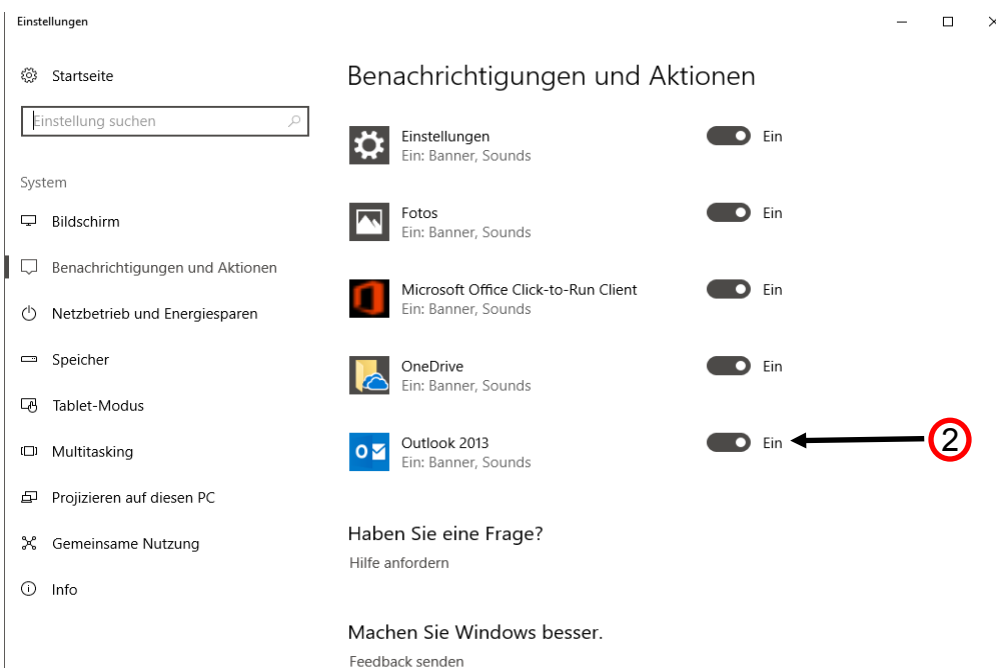 Einstellungen
Startseite
Einstellung suchen
System
Bildschirm
Benachrichtigungen und Aktionen
Netzbetrieb und Energiesparen
Speicher
Tablet-Modus
Multitasking
Projizieren auf diesen PC
Gemeinsame Nutzung
Info
Benachrichtigungen und Aktionen
Einstellungen
Ein: Banner, Sounds
Ein
Fotos
Ein: Banner, Sounds
Ein
Microsoft Office Click-to-Run Client
Ein: Banner, Sounds
Ein
OneDrive
Ein: Banner, Sounds
Ein
Outlook 2013
Ein: Banner, Sounds
Ein
2
Haben Sie eine Frage?
Hilfe anfordern
Machen Sie Windows besser.
Feedback senden